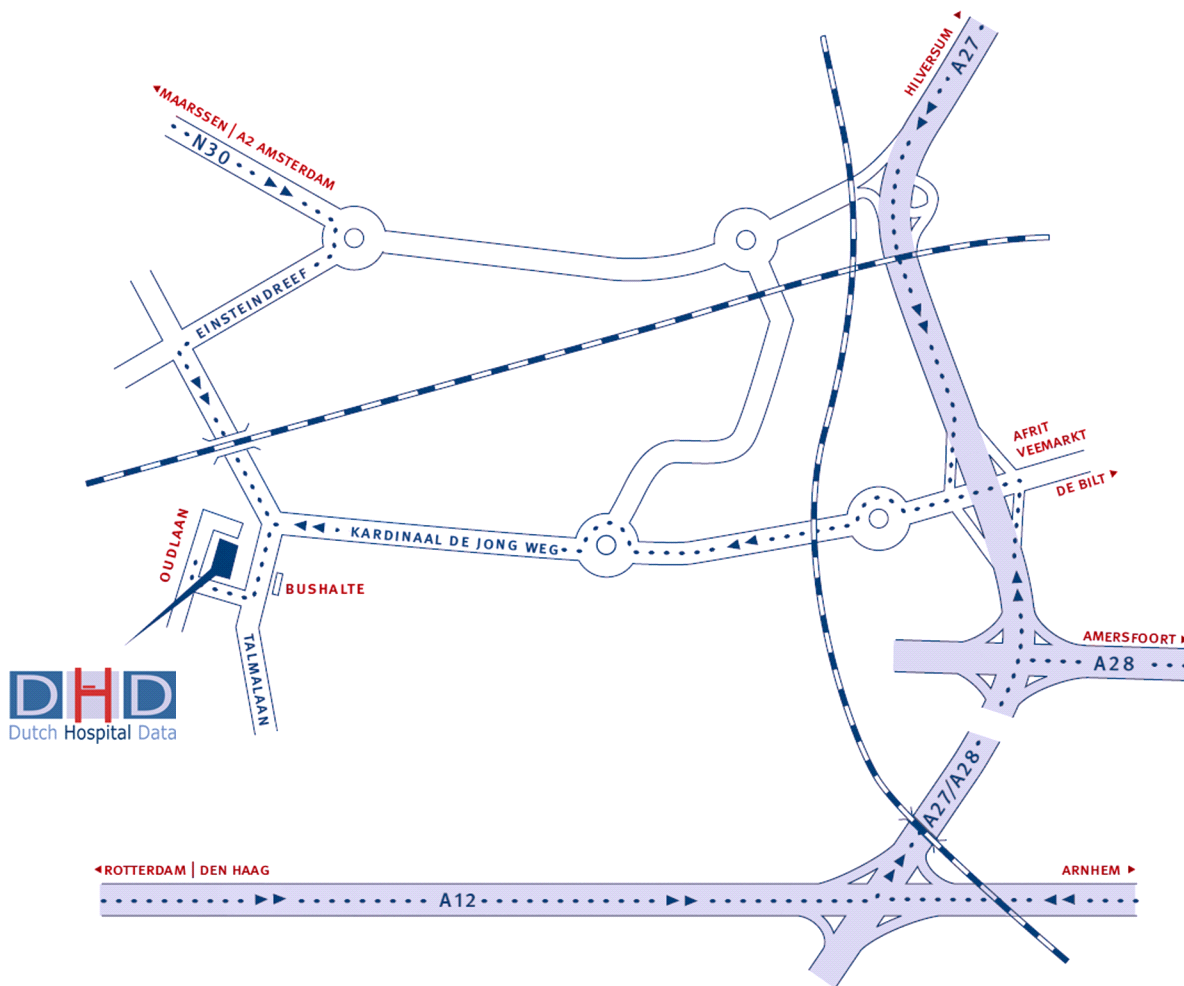 HILVERSUM
A27
MAARSSEN | A2 AMSTERDAM
N30
EINSTEINDREEF
AFRIT
VEEMARKT
DE BILT
OUDLAAN
KARDINAAL DE JONG WEG
BUSHALTE
TALMALAAN
AMERSFOORT
A28
DHD
Dutch Hospital Data
A27/A28
ROTTERDAM | DEN HAAG
ARNHEM
A12